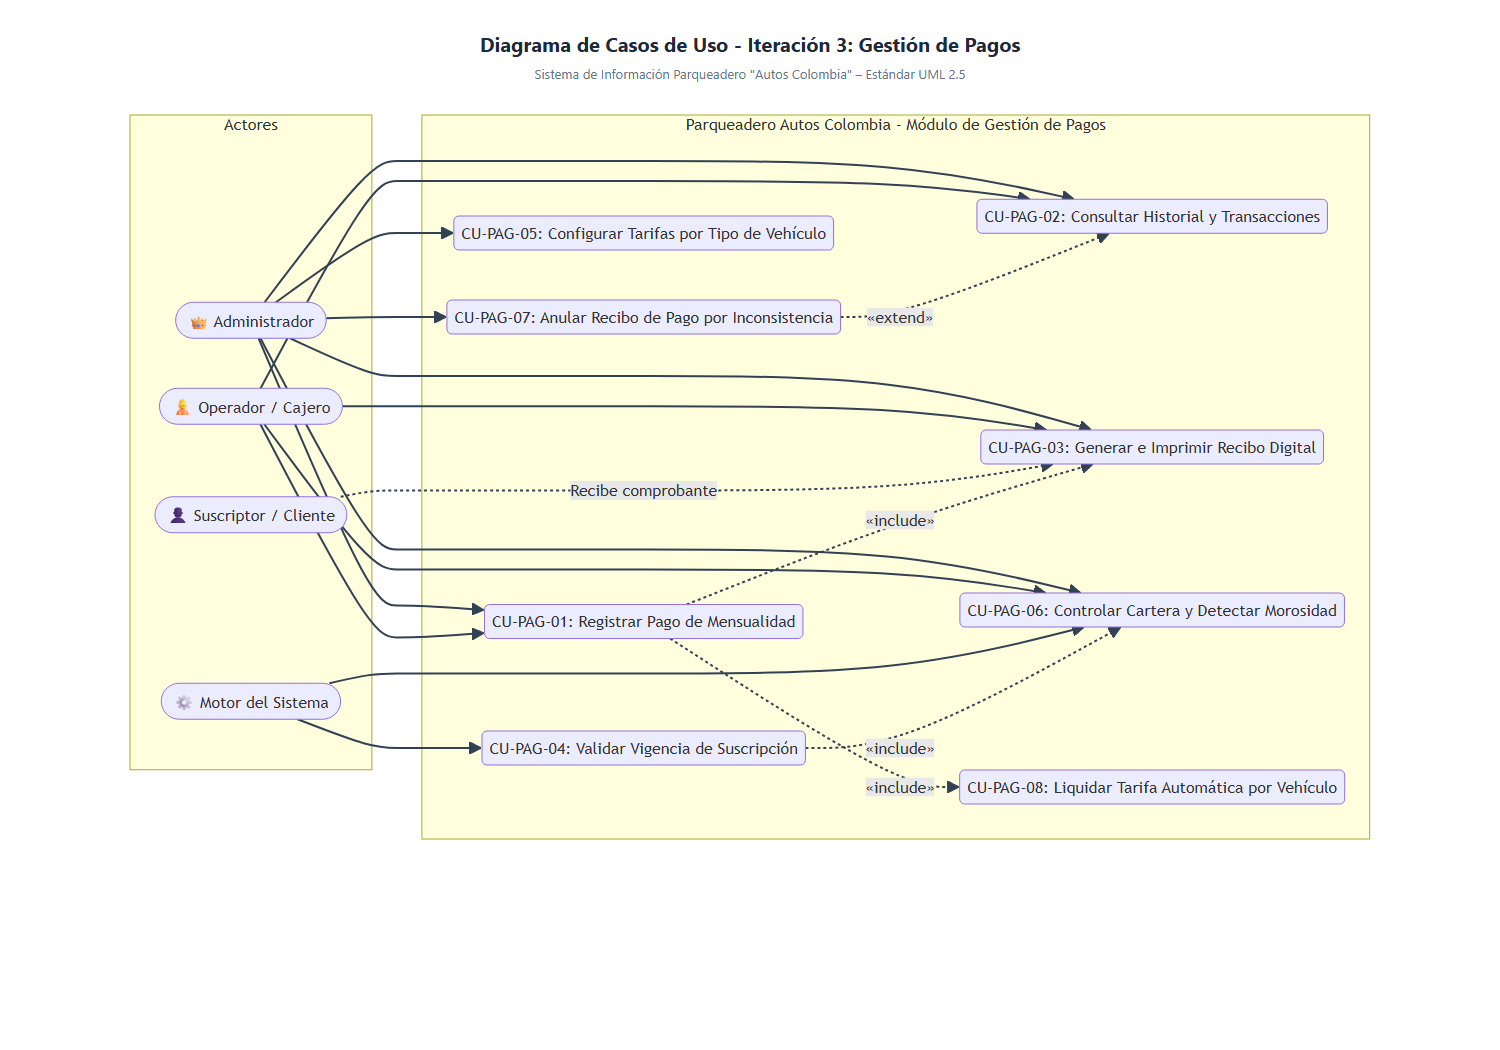 Diagrama de Casos de Uso - Iteración 3: Gestión de Pagos
Sistema de Información Parqueadero "Autos Colombia" – Estándar UML 2.5
Actores
Parqueadero Autos Colombia - Módulo de Gestión de Pagos
CU-PAG-02: Consultar Historial y Transacciones
CU-PAG-05: Configurar Tarifas por Tipo de Vehículo
Administrador
CU-PAG-07: Anular Recibo de Pago por Inconsistencia
«extend»
Operador / Cajero
CU-PAG-03: Generar e Imprimir Recibo Digital
Recibe comprobante
Suscriptor / Cliente
«include»
CU-PAG-01: Registrar Pago de Mensualidad
CU-PAG-06: Controlar Cartera y Detectar Morosidad
Motor del Sistema
CU-PAG-04: Validar Vigencia de Suscripción
«include»
«include»
CU-PAG-08: Liquidar Tarifa Automática por Vehículo